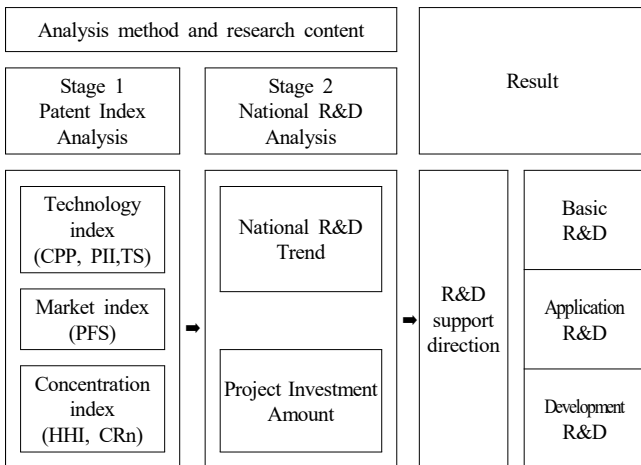 Analysis method and research content
Result
Stage 1
Patent Index
Analysis
Stage 2
National R&D
Analysis
Technology
index
(CPP, PII,TS)
Market index
(PFS)
Concentration
index
(HHI, CRn)
National R&D
Trend
Project Investment
Amount
R&D
support
direction
Basic
R&D
Application
R&D
Development
R&D